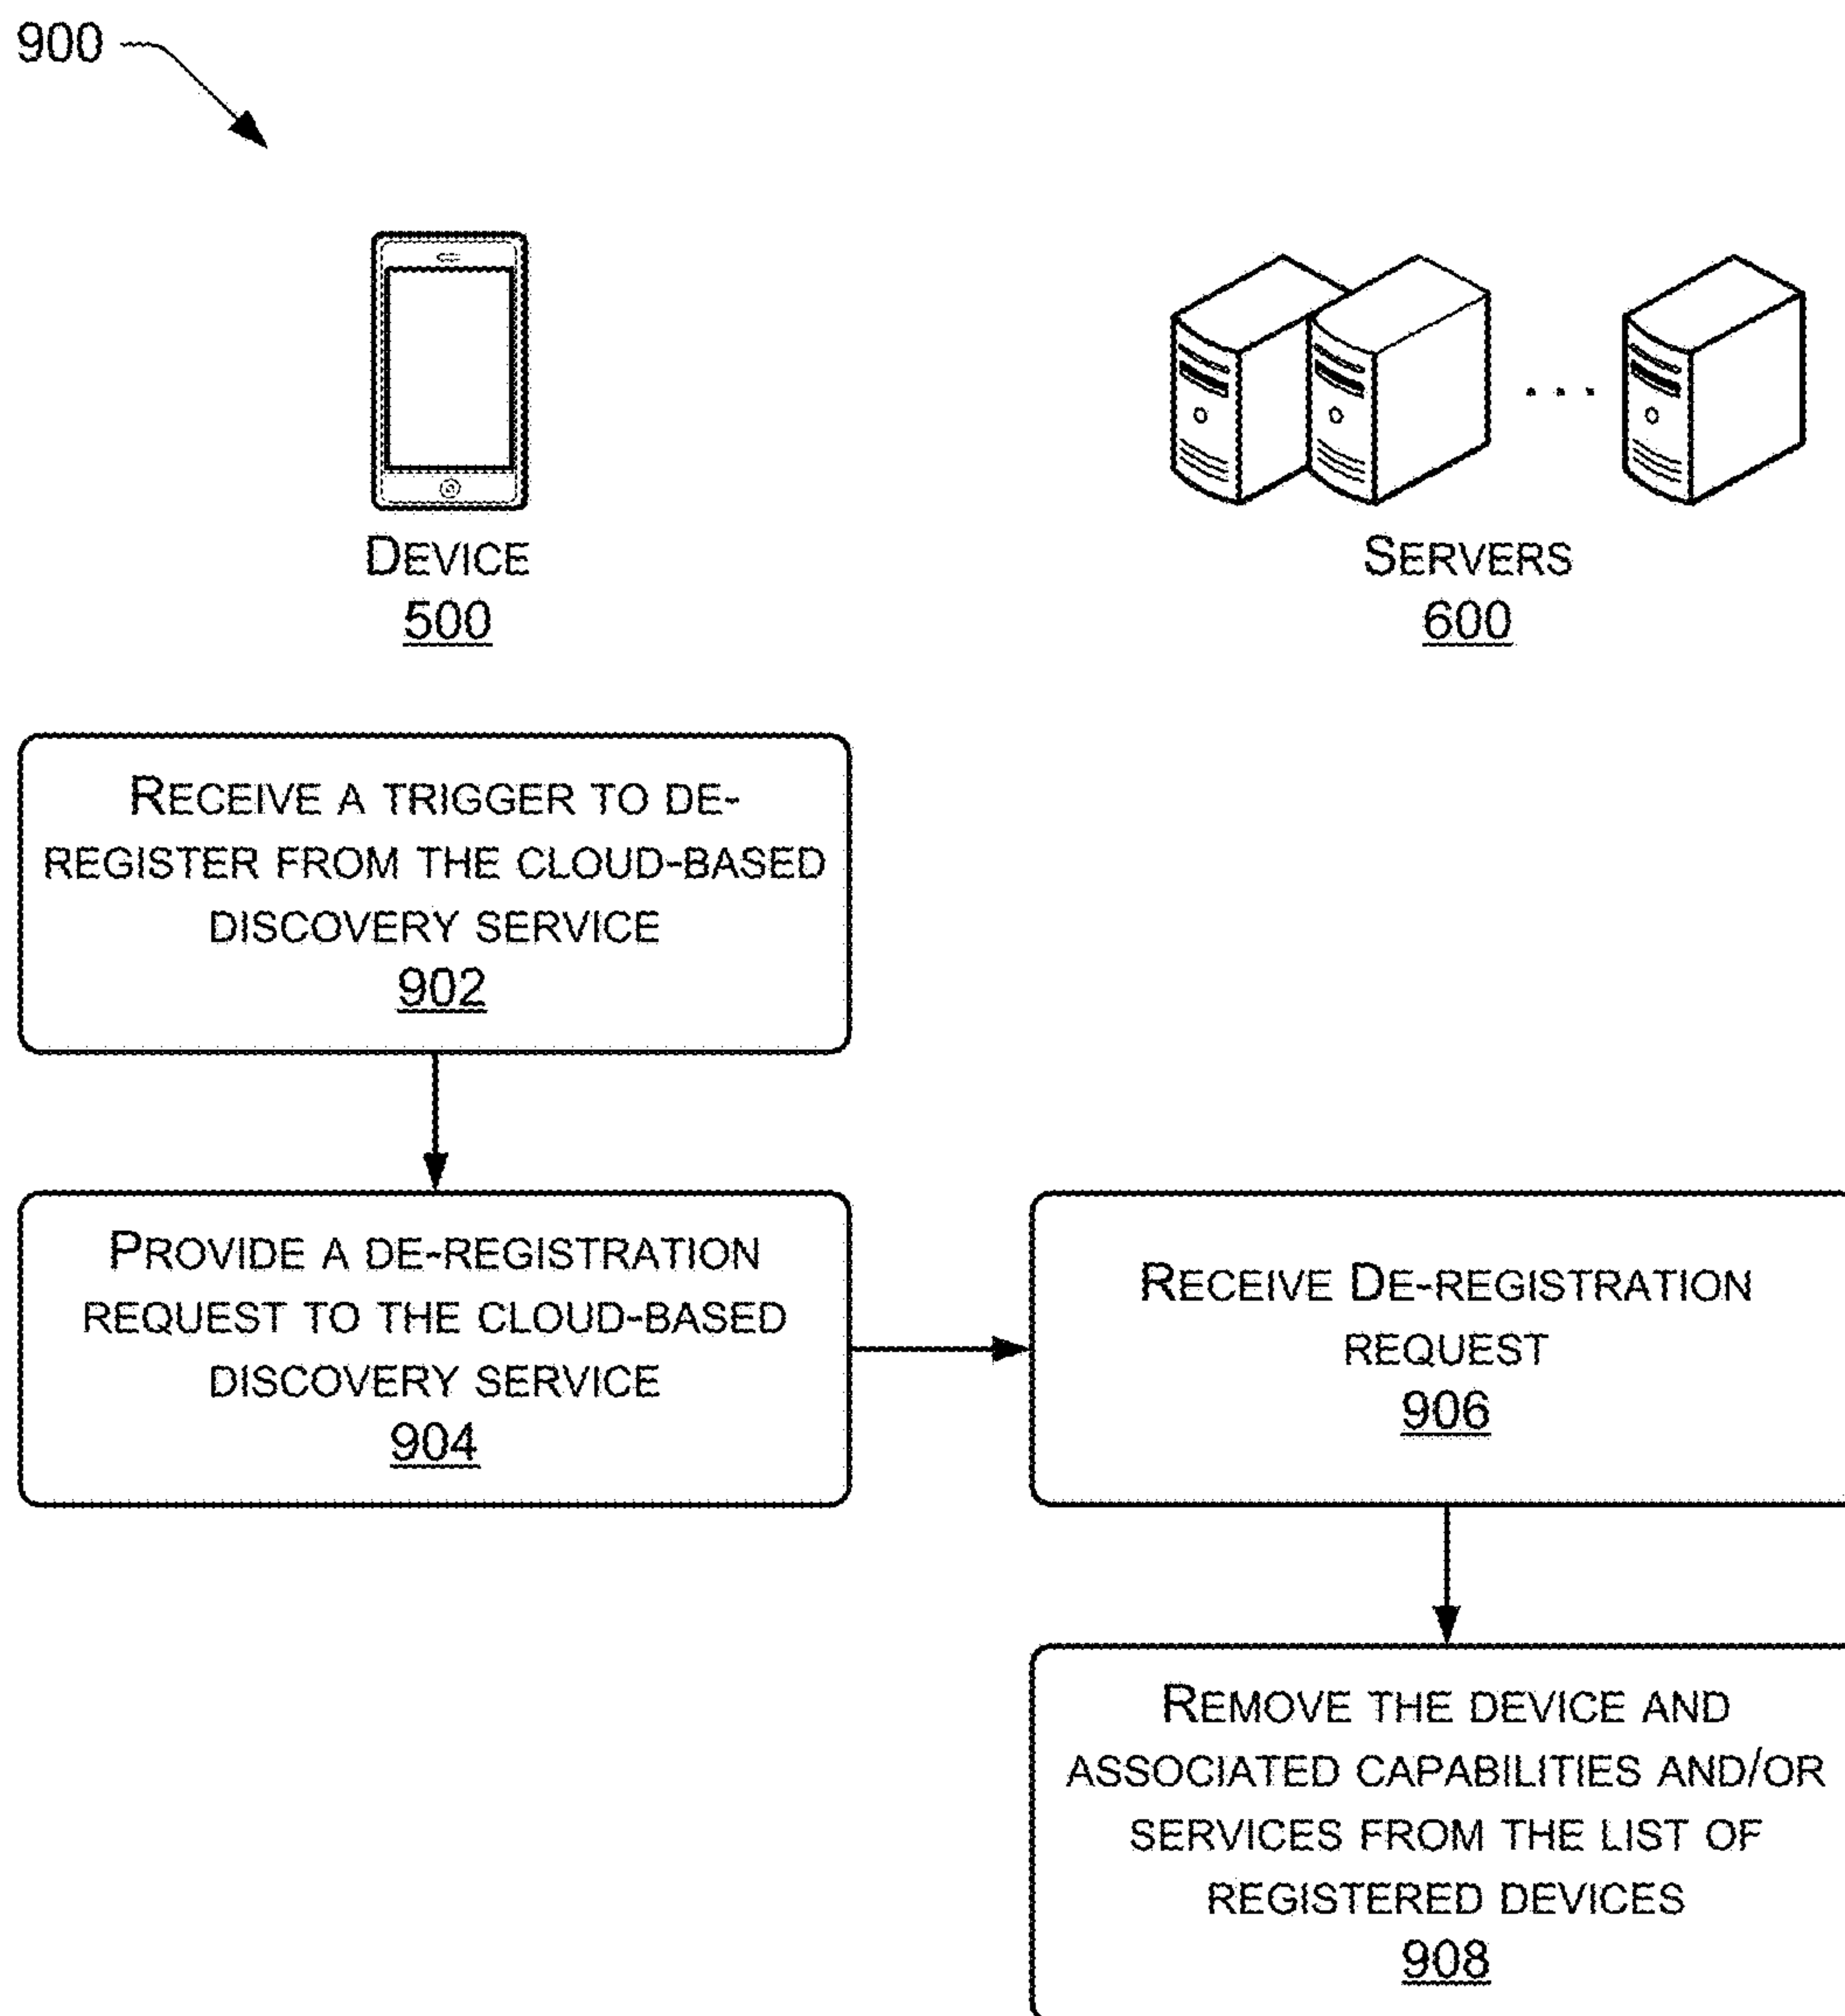 900
DEVICE
500
SERVERS
600
RECEIVE A TRIGGER TO DE-
REGISTER FROM THE CLOUD-BASED
DISCOVERY SERVICE
902
PROVIDE A DE-REGISTRATION
REQUEST TO THE CLOUD-BASED
DISCOVERY SERVICE
904
RECEIVE DE-REGISTRATION
REQUEST
906
REMOVE THE DEVICE AND
ASSOCIATED CAPABILITIES AND/OR
SERVICES FROM THE LIST OF
REGISTERED DEVICES
908